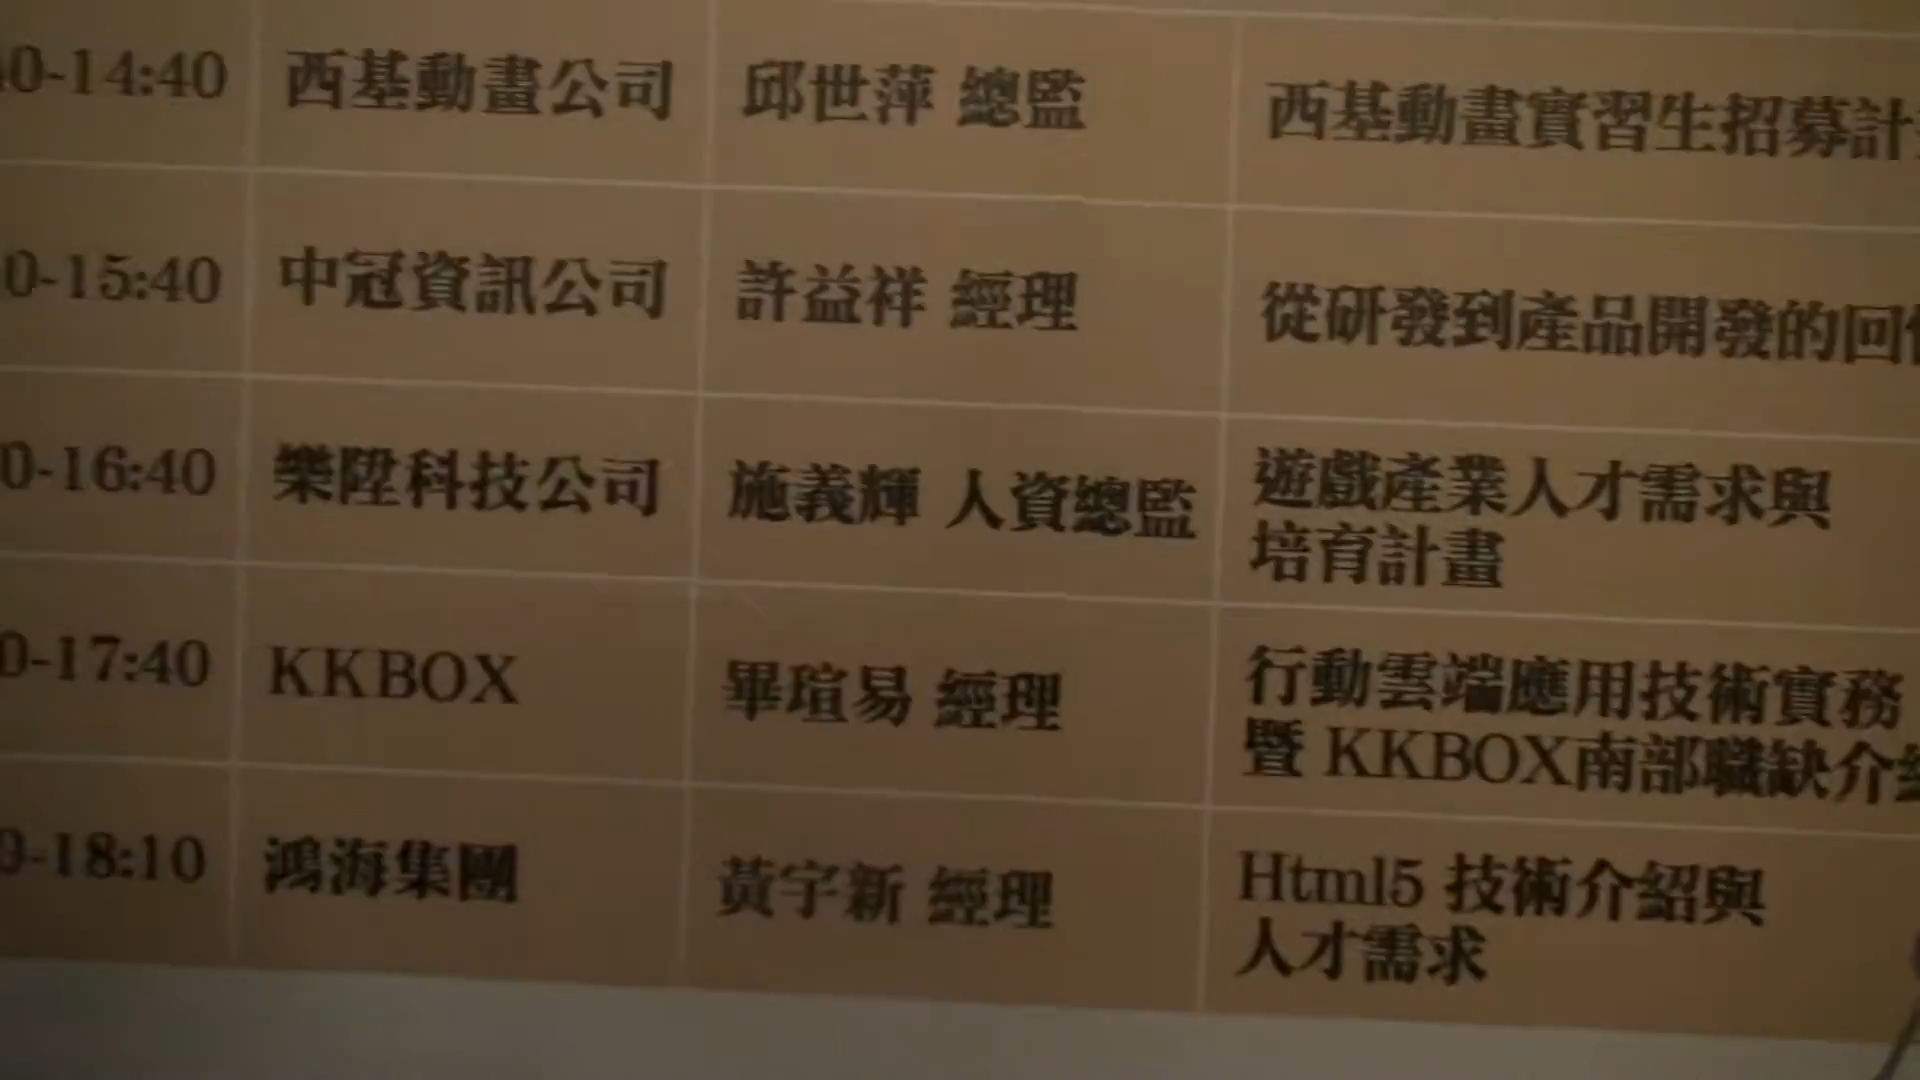 0-14:40 西基動畫公司 邱世萍 總監 西基動畫實習生招募計
0-15:40 中冠資訊公司 許益祥 經理 從研發到產品開發的回
0-16:40 樂陞科技公司 施義輝 人資總監 遊戲產業人才需求與
培育計畫
0-17:40 KKBOX 畢瑄易 經理 行動雲端應用技術實務
暨 KKBOX南部職缺介紹
0-18:10 鴻海集團 黃宇新 經理 Html5 技術介紹與
人才需求